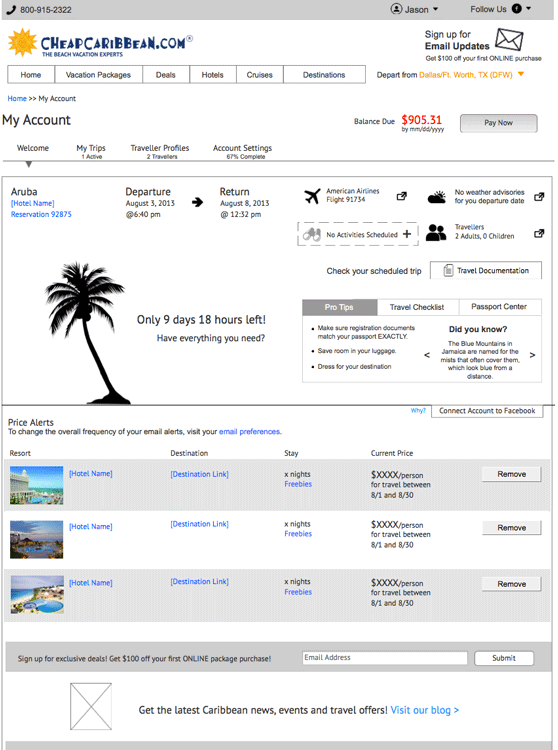 800-915-2322
Jason
Follow Us
CHEAPCARIBBEAN.COM®
THE BEACH VACATION EXPERTS
Sign up for
Email Updates
Get $100 off your first ONLINE purchase
Home
Vacation Packages
Deals
Hotels
Cruises
Destinations
Depart from Dallas/Ft. Worth, TX (DFW)
Home >> My Account
My Account
Balance Due
$905.31
by mm/dd/yyyy
Pay Now
Welcome
My Trips
1 Active
Traveller Profiles
2 Travellers
Account Settings
67% Complete
Aruba
[Hotel Name]
Reservation 92875
Departure
August 3, 2013
@6:40 pm
Return
August 8, 2013
@ 12:32 pm
American Airlines
Flight 91734
No weather advisories
for you departure date
No Activities Scheduled
Travellers
2 Adults, 0 Children
Check your scheduled trip
Travel Documentation
Only 9 days 18 hours left!
Have everything you need?
Pro Tips
Travel Checklist
Passport Center
• Make sure registration documents
match your passport EXACTLY.
• Save room in your luggage.
• Dress for your destination
Did you know?
<
The Blue Mountains in
Jamaica are named for the
mists that often cover them,
which look blue from a
distance.
>
Why?
Connect Account to Facebook
Price Alerts
To change the overall frequency of your email alerts, visit your email preferences.
Resort
Destination
Stay
Current Price
[Hotel Name]
[Destination Link]
x nights
Freebies
$XXXX/person
for travel between
8/1 and 8/30
Remove
[Hotel Name]
[Destination Link]
x nights
Freebies
$XXXX/person
for travel between
8/1 and 8/30
Remove
[Hotel Name]
[Destination Link]
x nights
Freebies
$XXXX/person
for travel between
8/1 and 8/30
Remove
Sign up for exclusive deals! Get $100 off your first ONLINE package purchase!
Email Address
Submit
Get the latest Caribbean news, events and travel offers! Visit our blog >